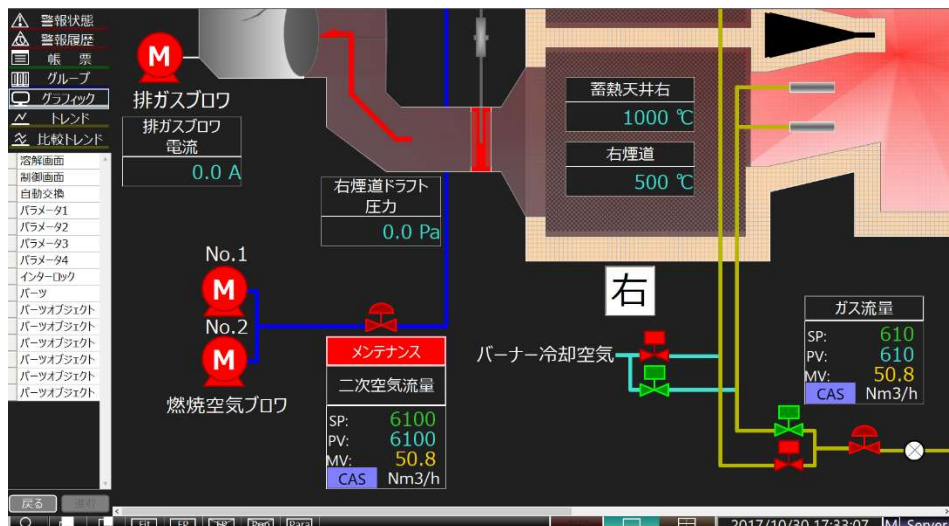 警報状態
警報履歴
帳 票
グループ
グラフィック
トレンド
比較トレンド
溶解画面
制御画面
自動交換
パラメータ1
パラメータ2
パラメータ3
パラメータ4
インターロック
パーツ
パーツオブジェクト
パーツオブジェクト
パーツオブジェクト
パーツオブジェクト
パーツオブジェクト
パーツオブジェクト
戻る
M
排ガスブロワ
排ガスブロワ
電流
0.0 A
右煙道ドラフト
圧力
0.0 Pa
蓄熱天井右
1000 ℃
右煙道
500 ℃
右
No.1
M
No.2
M
燃焼空気ブロワ
メンテナンス
二次空気流量
SP: 6100
PV: 6100
MV: 50.8
CAS Nm3/h
バーナー冷却空気
ガス流量
SP: 610
PV: 610
MV: 50.8
CAS Nm3/h
2017/10/30 17:33:07